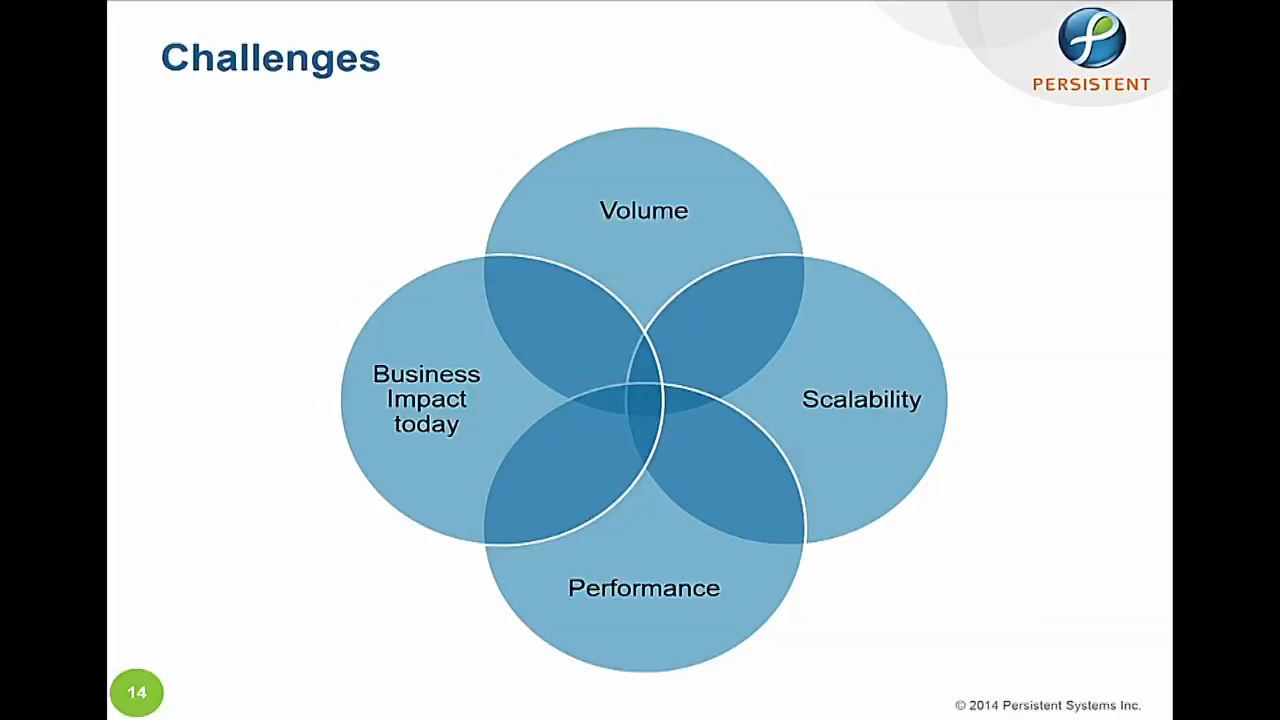 Challenges
PERSISTENT
Volume
Business
Impact
today
Scalability
Performance
14
© 2014 Persistent Systems Inc.